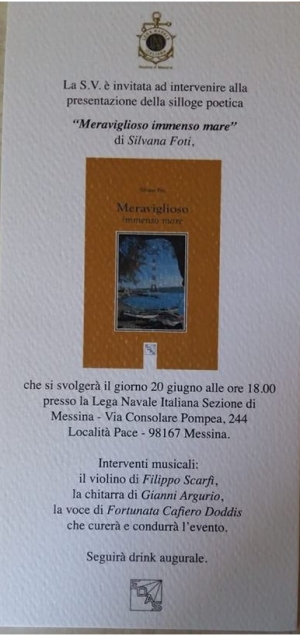 La S.V. è invitata ad intervenire alla
presentazione della silloge poetica
“Meraviglioso immenso mare”
di Silvana Foti,
Meraviglioso
immenso mare
che si svolgerà il giorno 20 giugno alle ore 18.00
presso la Lega Navale Italiana Sezione di
Messina - Via Consolare Pompea, 244
Località Pace - 98167 Messina.
Interventi musicali:
il violino di Filippo Scarfi,
la chitarra di Gianni Argurio,
la voce di Fortunata Cafiero Doddis
che curerà e condurrà l'evento.
Seguirà drink augurale.